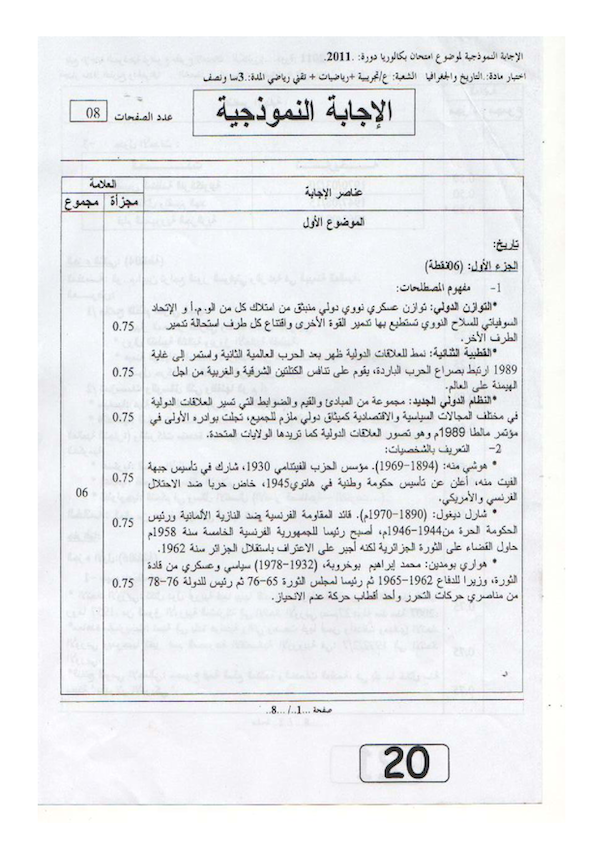 الإجابة النموذجية لموضوع امتحان بكالوريا دورة: .2011
اختبار مادة:.التاريخ والجغرافيا الشعبة: ع/تجريبية +رياضيات + تقني رياضي المدة:.3سا ونصف
الإجابة النموذجية
عدد الصفحات 08
عناصر الإجابة العلامة
مجزأة مجموع
الموضوع الأول
تاريخ:
الجزء الأول: (06نقطة)
1- مفهوم المصطلحات:
*التوازن الدولي: توازن عسكري نووي دولي منبثق من امتلاك كل من الو.م.أ و الإتحاد
السوفياتي للسلاح النووي تستطيع بها تدمير القوة الأخرى واقتناع كل طرف استحالة تدمير 0.75
الطرف الآخر.
*القطبية الثنائية: نمط للعلاقات الدولية ظهر بعد الحرب العالمية الثانية واستمر إلى غاية
1989 ارتبط بصراع الحرب الباردة، يقوم على تنافس الكتلتين الشرقية والغربية من اجل 0.75
الهيمنة على العالم.
*النظام الدولي الجديد: مجموعة من المبادئ والقيم والضوابط التي تسير العلاقات الدولية
في مختلف المجالات السياسية والاقتصادية كميثاق دولي ملزم للجميع، تجلت بوادره الأولى في 0.75
مؤتمر مالطا 1989م وهو تصور العلاقات الدولية كما تريدها الولايات المتحدة.
2- التعريف بالشخصيات:
* هوشي منه: (1894-1969). مؤسس الحزب الفيتنامي 1930، شارك في تأسيس جبهة
الفيت منه، أعلن عن تأسيس حكومة وطنية في هانوي1945، خاض حربا ضد الاحتلال 0.75
الفرنسي والأمريكي. 06
* شارل ديغول: (1890-1970م). قائد المقاومة الفرنسية ضد النازية الألمانية ورئيس
الحكومة الحرة من1944-1946م، أصبح رئيسا للجمهورية الفرنسية الخامسة سنة 1958م 0.75
حاول القضاء على الثورة الجزائرية لكنه أجبر على الاعتراف باستقلال الجزائر سنة 1962.
* هواري بومدين: محمد إبراهيم بوخروبة، (1932-1978) سياسي وعسكري من قادة
الثورة، وزيرا للدفاع 1962-1965 ثم رئيسا لمجلس الثورة 65-76 ثم رئيس للدولة 76-78 0.75
من مناصري حركات التحرر وأحد أقطاب حركة عدم الانحياز.
صفحة ...1../...8..
20